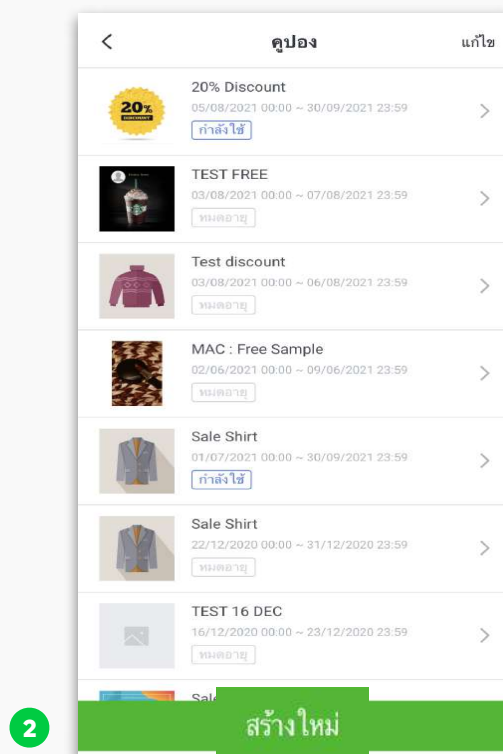 คูปอง
แก้ไข
20% Discount
20%
05/08/2021 00:00 ~ 30/09/2021 23:59
กำลังใช้
TEST FREE
03/08/2021 00:00 ~ 07/08/2021 23:59
หมดอายุ
Test discount
03/08/2021 00:00 ~ 06/08/2021 23:59
หมดอายุ
MAC : Free Sample
02/06/2021 00:00 ~ 09/06/2021 23:59
หมดอายุ
Sale Shirt
01/07/2021 00:00 ~ 30/09/2021 23:59
กำลังใช้
Sale Shirt
22/12/2020 00:00 ~ 31/12/2020 23:59
หมดอายุ
TEST 16 DEC
16/12/2020 00:00 ~ 23/12/2020 23:59
หมดอายุ
2
สร้างใหม่